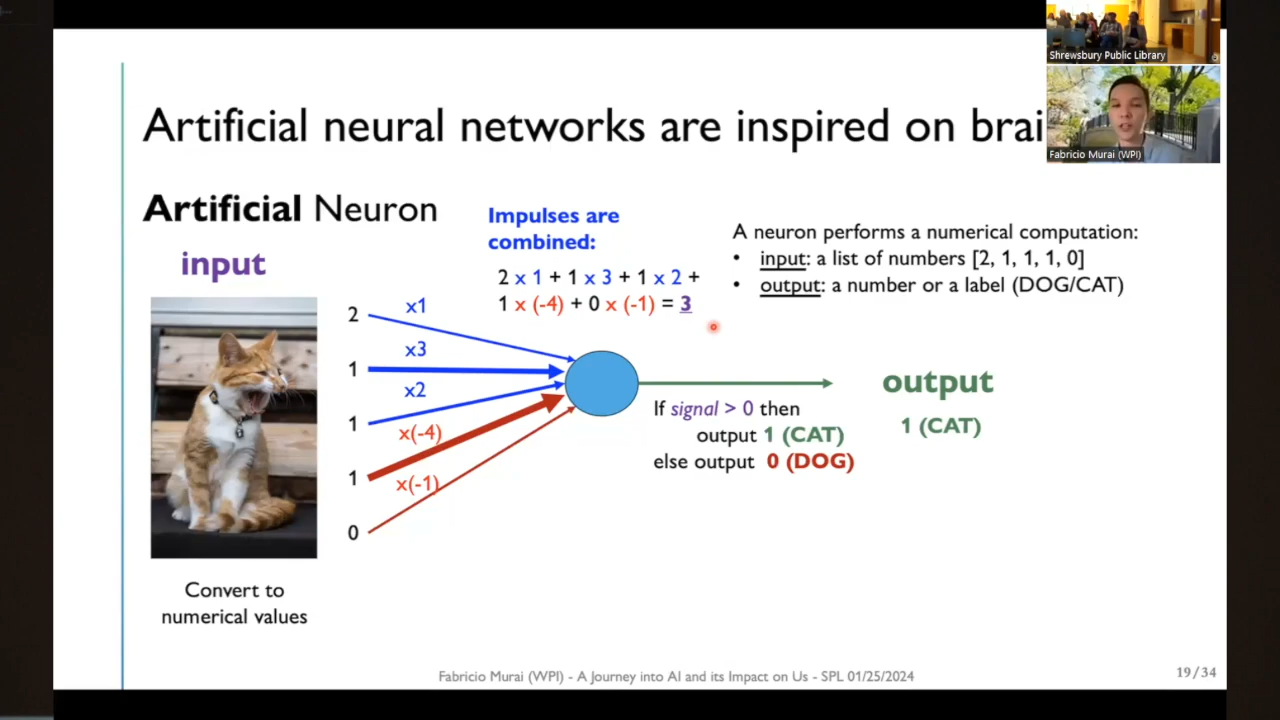 Shrewsbury Public Library
Fabricio Murai (WPI)
Artificial neural networks are inspired on brai
Artificial Neuron
input
Impulses are
combined:
2 x 1 + 1 x 3 + 1 x 2 +
1 x (-4) + 0 x (-1) = 3
A neuron performs a numerical computation:
• input: a list of numbers [2, 1, 1, 1, 0]
• output: a number or a label (DOG/CAT)
2
x1
1
x3
1
x2
1
x(-4)
0
x(-1)
If signal > 0 then
output 1 (CAT)
else output 0 (DOG)
output
1 (CAT)
Convert to
numerical values
Fabricio Murai (WPI) - A Journey into AI and its Impact on Us - SPL 01/25/2024
19/34